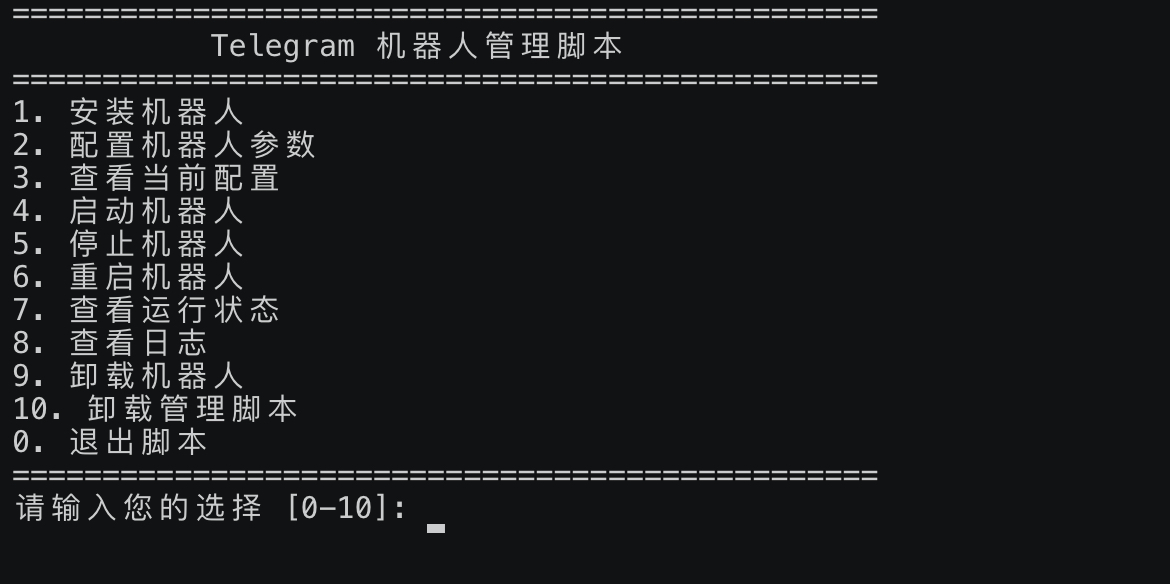 ================================================
Telegram 机器人管理脚本
================================================
1. 安装机器人
2. 配置机器人参数
3. 查看当前配置
4. 启动机器人
5. 停止机器人
6. 重启机器人
7. 查看运行状态
8. 查看日志
9. 卸载机器人
10. 卸载管理脚本
0. 退出脚本
================================================
请输入您的选择 [0-10]: